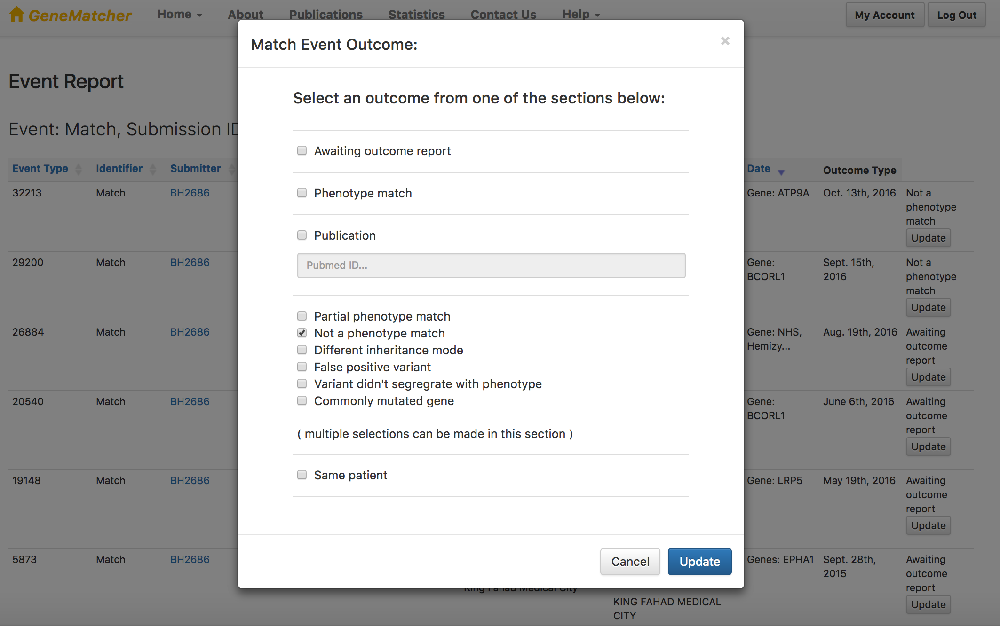 GeneMatcher Home About Publications Statistics Contact Us Help My Account Log Out
Match Event Outcome:
×
Event Report
Select an outcome from one of the sections below:
Event: Match, Submission ID
Awaiting outcome report
Event Type Identifier Submitter Date Outcome Type
Phenotype match
32213 Match BH2686 Gene: ATP9A Oct. 13th, 2016 Not a
phenotype
match
Update
Publication
Pubmed ID...
29200 Match BH2686 Gene: Sept. 15th, Not a
BCORL1 2016 phenotype
match
Update
Partial phenotype match
Not a phenotype match
Different inheritance mode
False positive variant
Variant didn't segregrate with phenotype
Commonly mutated gene
( multiple selections can be made in this section )
26884 Match BH2686 Gene: NHS, Aug. 19th, 2016 Awaiting
Hemizy... outcome
report
Update
20540 Match BH2686 Gene: June 6th, 2016 Awaiting
BCORL1 outcome
report
Update
Same patient
19148 Match BH2686 Gene: LRP5 May 19th, 2016 Awaiting
outcome
report
Update
Cancel Update
5873 Match BH2686 Genes: EPHA1 Sept. 28th, Awaiting
2015 outcome
report
Update
King Fahad Medical City
KING FAHAD MEDICAL
CITY